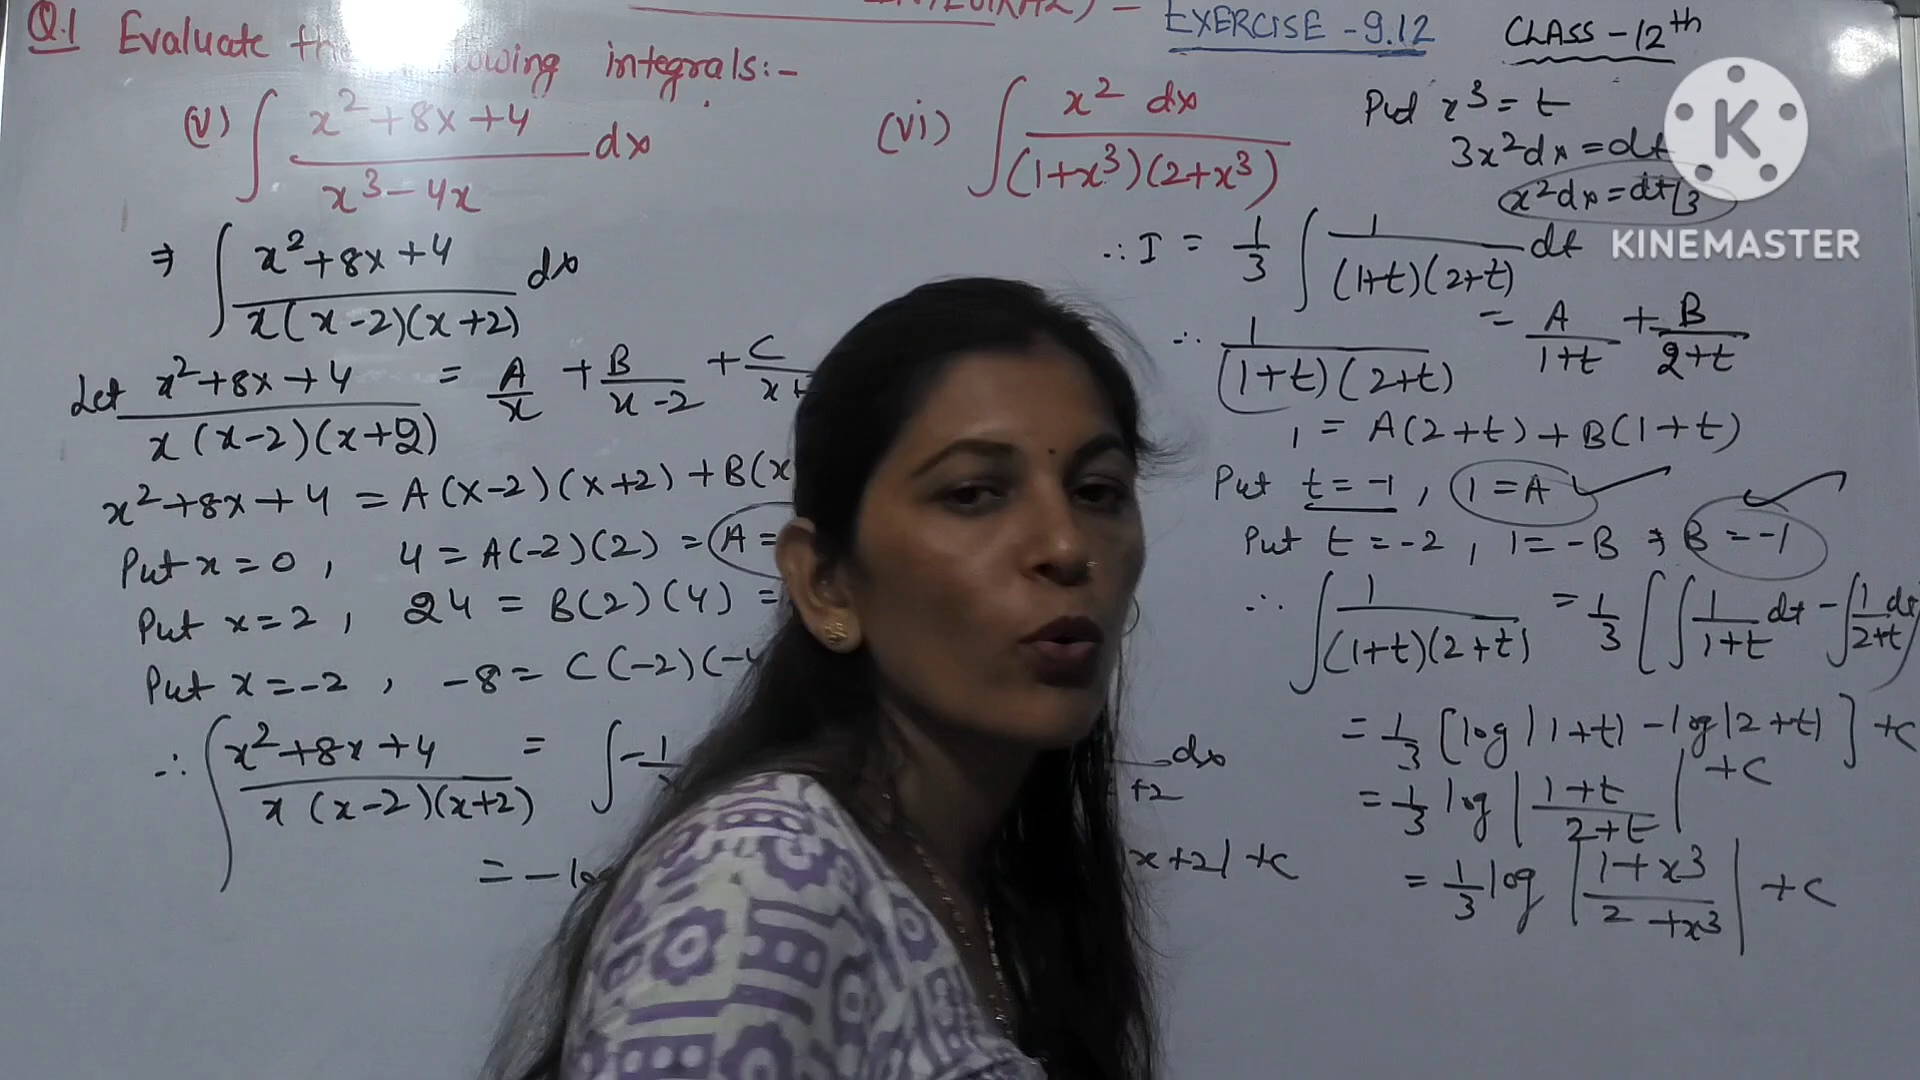 INTEGRALS) - EXERCISE - 9.12 CLASS - 12th
Q.1 Evaluate the following integrals:-
(v) ∫ x²+8x+4 / x³-4x dx
⇒ ∫ x²+8x+4 / x(x-2)(x+2) dx
Let x²+8x+4 / x(x-2)(x+2) = A/x + B/x-2 + C/x+
x²+8x+4 = A(x-2)(x+2)+B(x
Put x=0, 4=A(-2)(2) = A=
Put x=2, 24 = B(2)(4) =
Put x=-2, -8= C(-2)(-4
∴ ∫ x²+8x+4 / x(x-2)(x+2) = ∫-1/ +2 dx
= -log x+2| +c
(vi) ∫ x² dx / (1+x³)(2+x³)
Put x³=t
3x²dx=dt
x²dx=dt/3
∴ I = 1/3 ∫ 1/(1+t)(2+t) dt
∴ 1/(1+t)(2+t) = A/1+t + B/2+t
1 = A(2+t)+B(1+t)
Put t=-1, 1=A
Put t=-2, 1=-B ⇒ B=-1
∴ ∫ 1/(1+t)(2+t) = 1/3 [∫ 1/1+t dt - ∫ 1/2+t dt]
= 1/3 [log|1+t| - log|2+t|] +c
= 1/3 log |1+t / 2+t| +c
= 1/3 log |1+x³ / 2+x³| +c
KINEMASTER